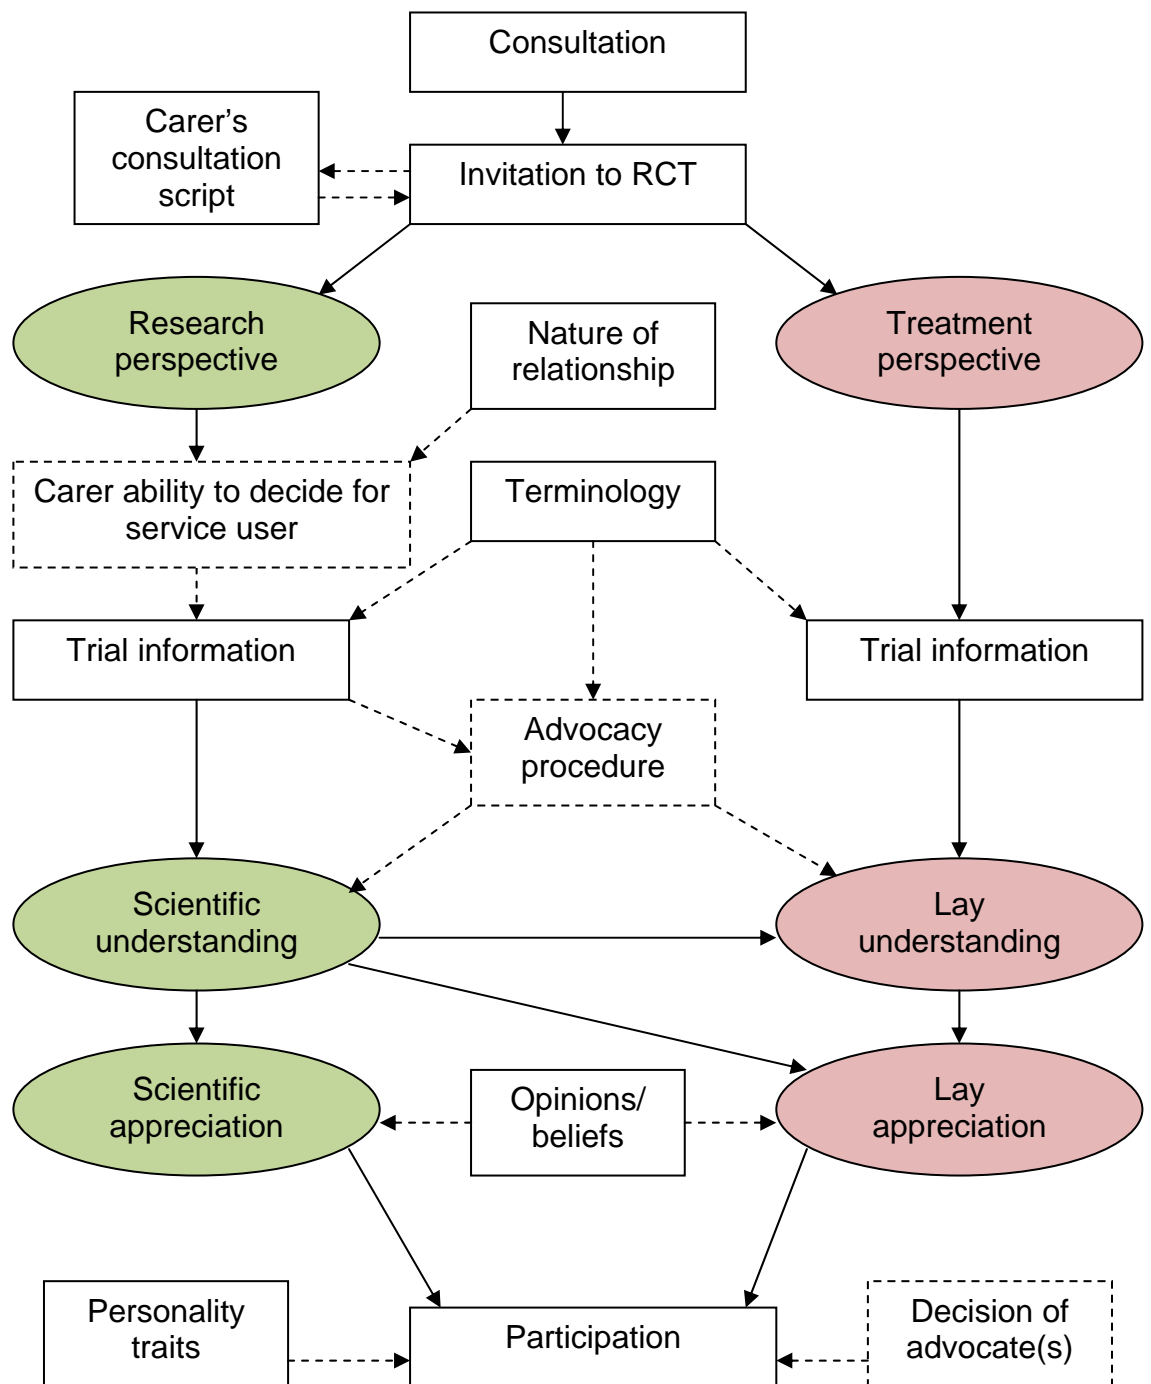 Consultation
Carer’s
consultation
script
Invitation to RCT
Research
perspective
Nature of
relationship
Treatment
perspective
Carer ability to decide for
service user
Terminology
Trial information
Trial information
Advocacy
procedure
Scientific
understanding
Lay
understanding
Scientific
appreciation
Opinions/
beliefs
Lay
appreciation
Personality
traits
Participation
Decision of
advocate(s)